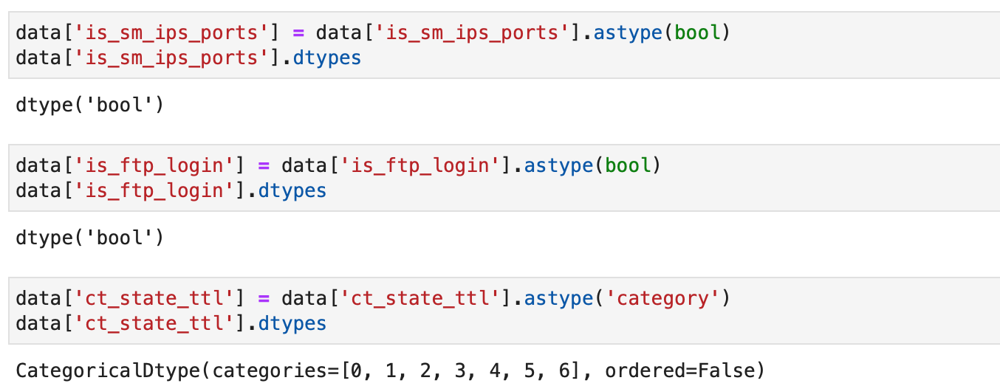 data['is_sm_ips_ports'] = data['is_sm_ips_ports'].astype(bool)
data['is_sm_ips_ports'].dtypes
dtype('bool')
data['is_ftp_login'] = data['is_ftp_login'].astype(bool)
data['is_ftp_login'].dtypes
dtype('bool')
data['ct_state_ttl'] = data['ct_state_ttl'].astype('category')
data['ct_state_ttl'].dtypes
CategoricalDtype(categories=[0, 1, 2, 3, 4, 5, 6], ordered=False)